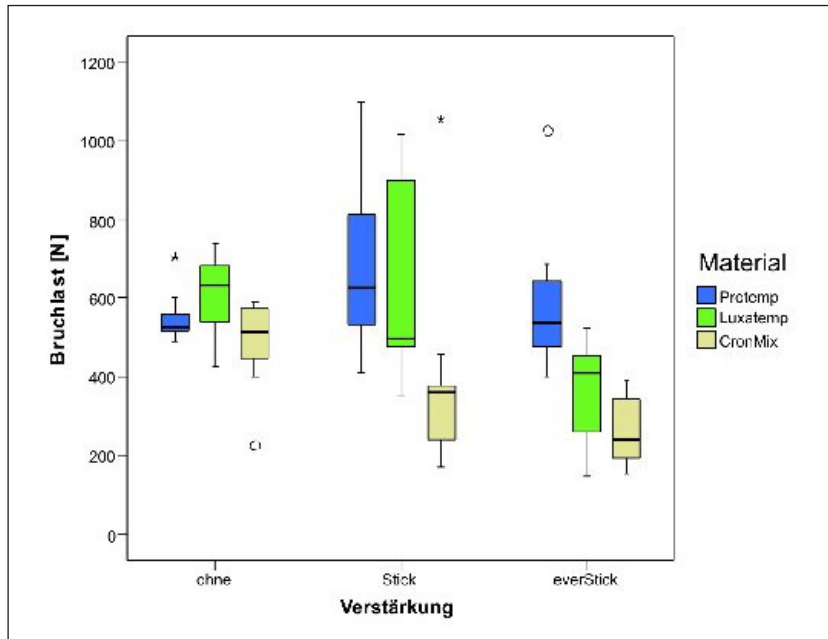 1200
1000
800
600
400
200
0
Bruchlast [N]
ohne
Stick
everStick
Verstärkung
Material
Protemp
Luxatemp
CronMix